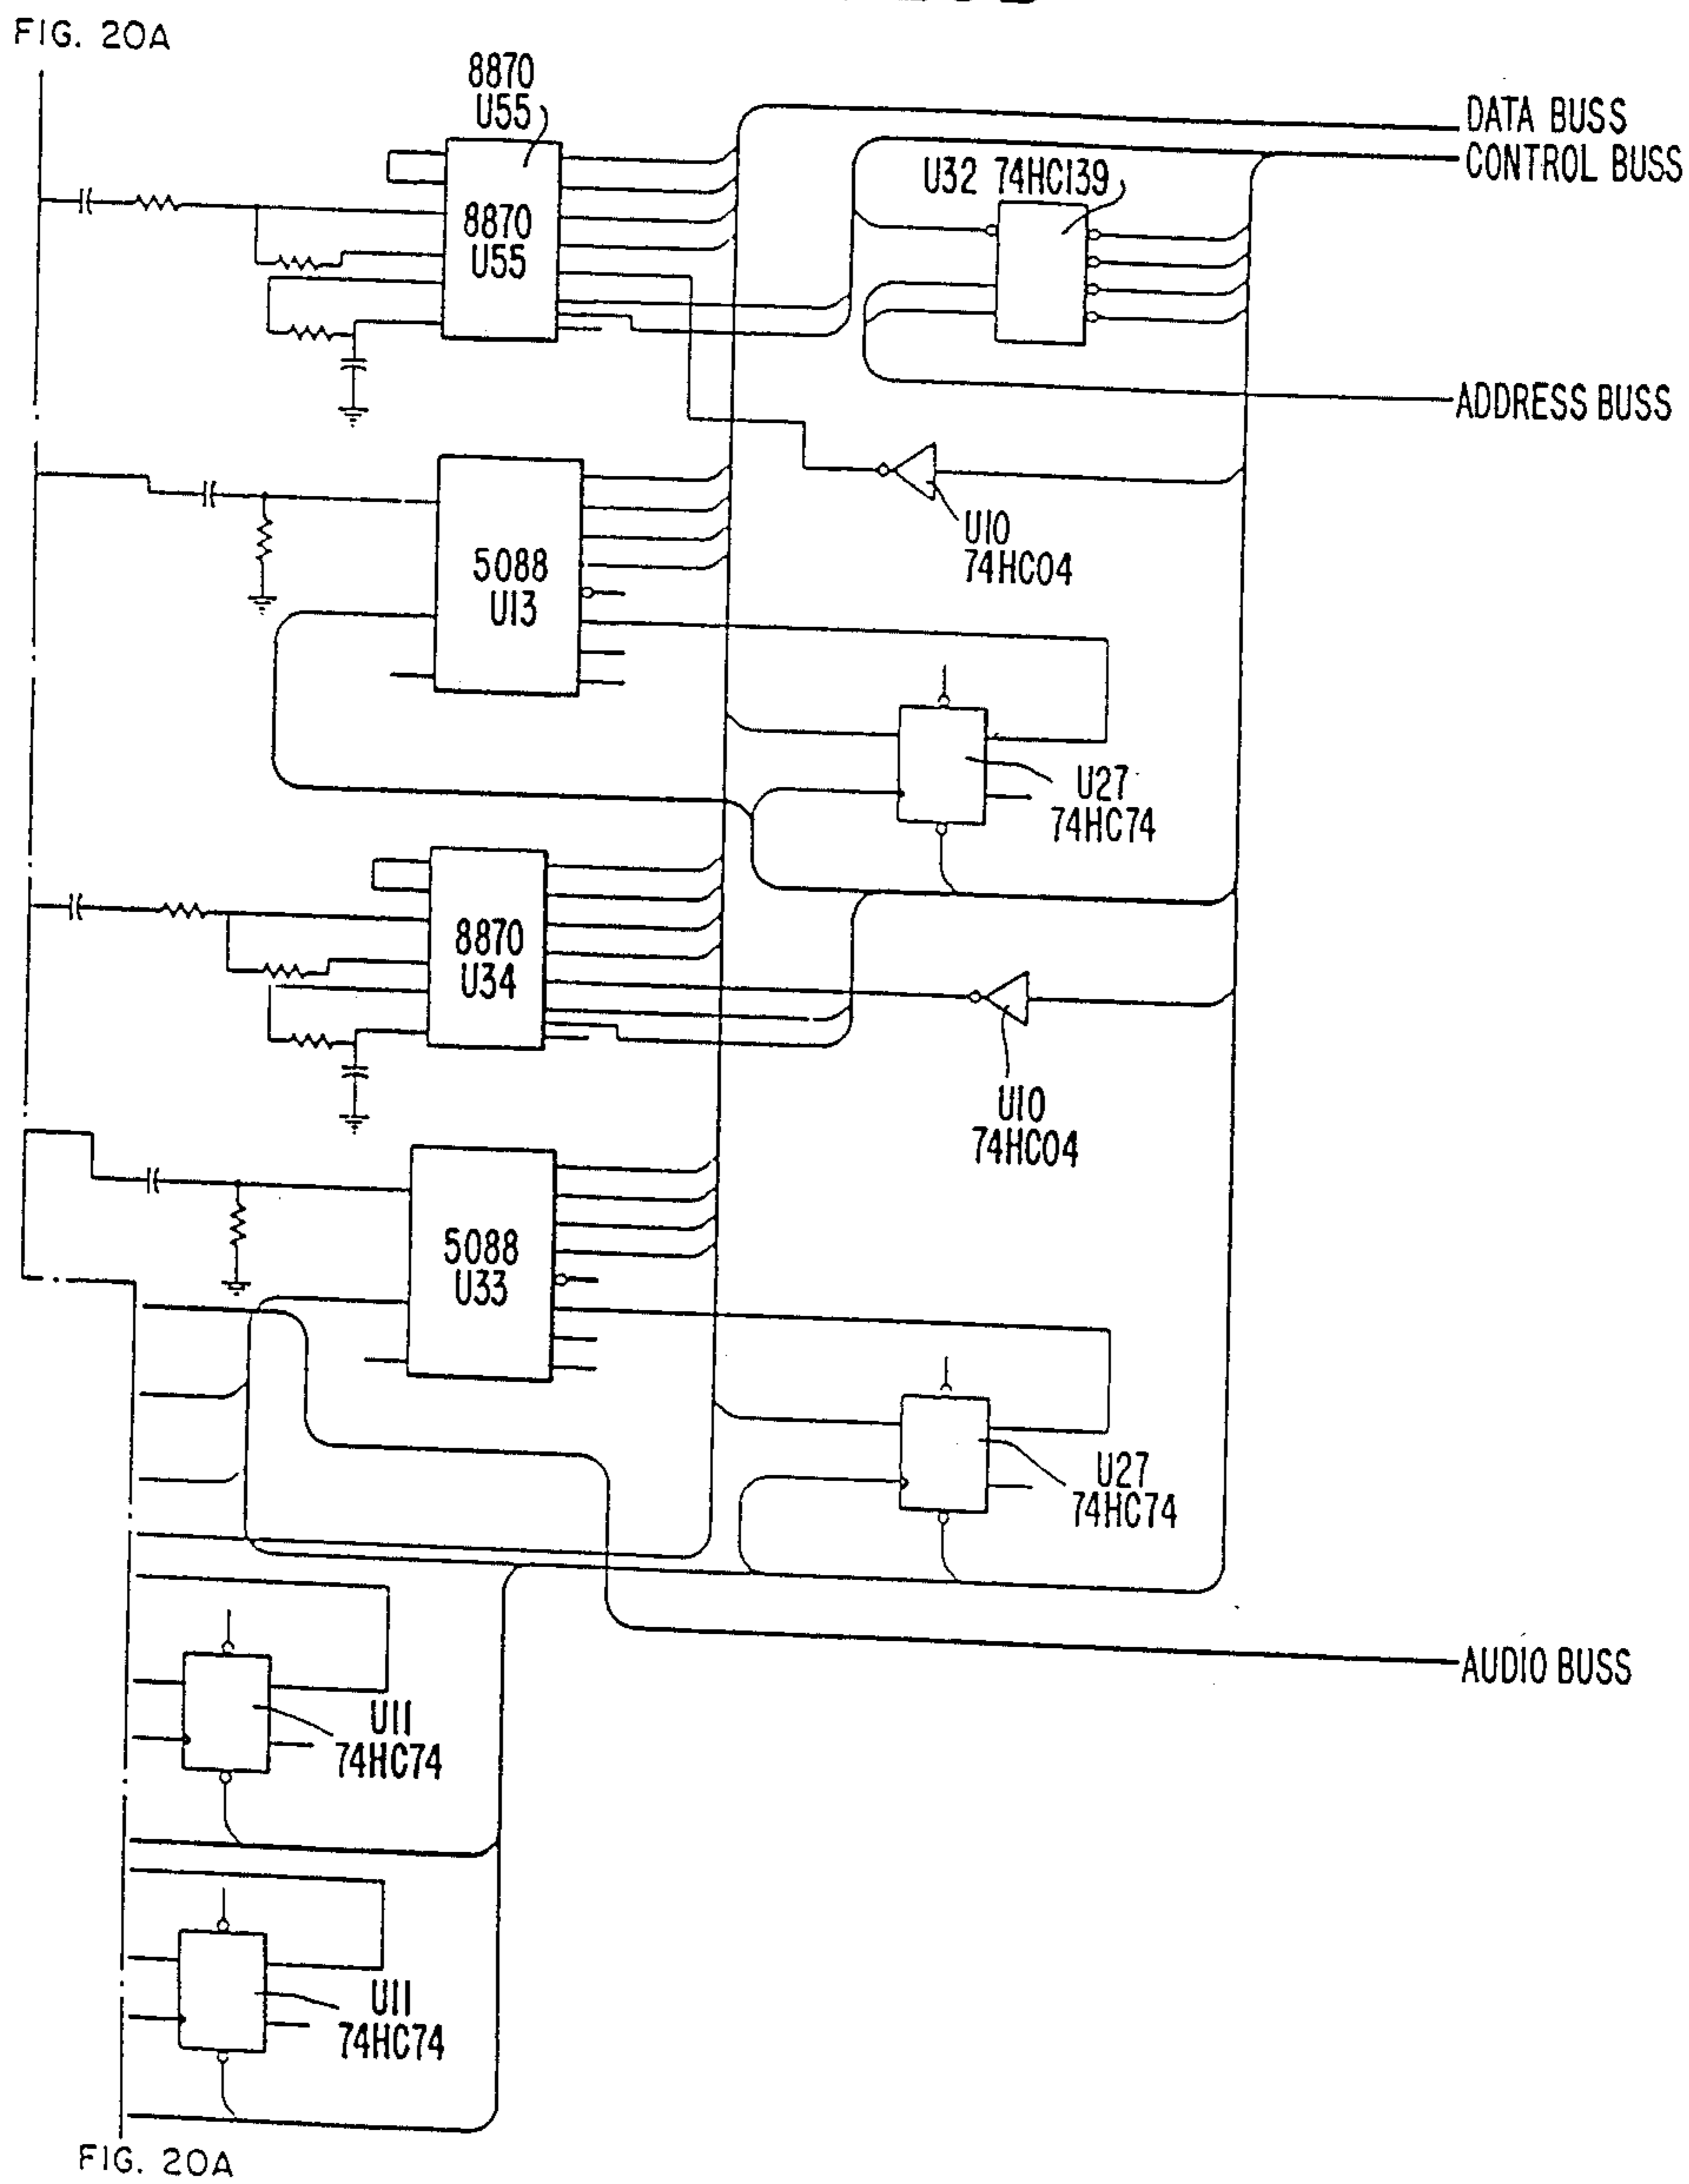 FIG. 20A
8870
U55
DATA BUSS
CONTROL BUSS
U32 74HC139
8870
U55
ADDRESS BUSS
U10
74HC04
5088
U13
U27
74HC74
8870
U34
U10
74HC04
5088
U33
U27
74HC74
AUDIO BUSS
U11
74HC74
U11
74HC74
FIG. 20A